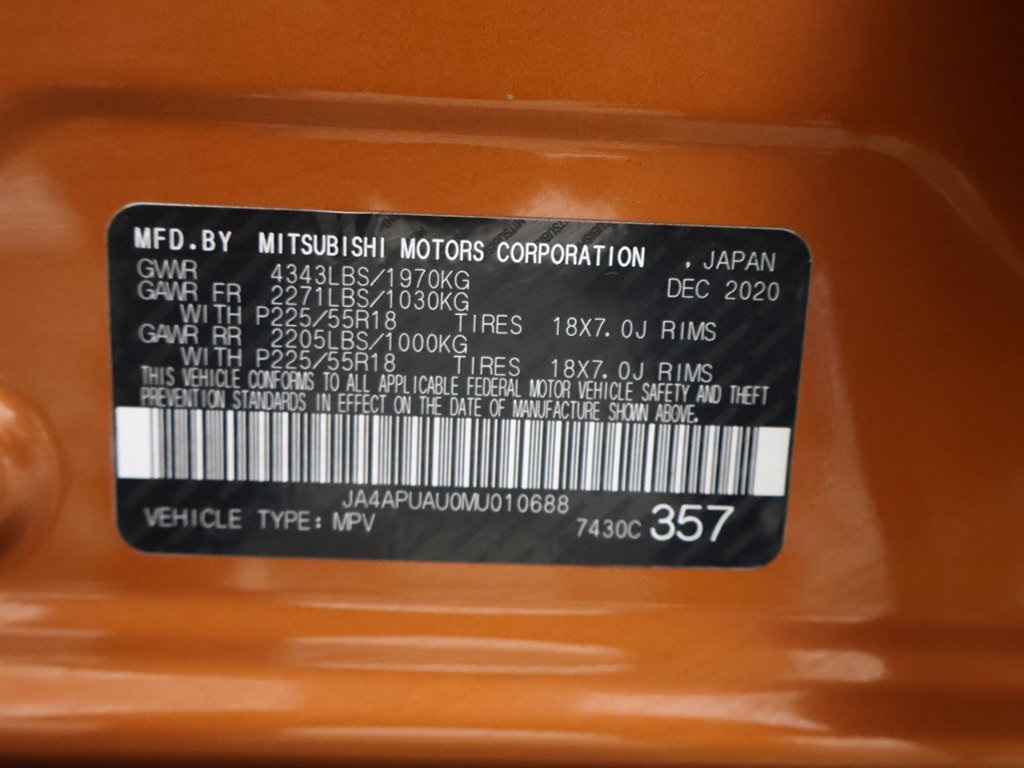 MFD.BY MITSUBISHI MOTORS CORPORATION , JAPAN
GVWR 4343LBS/1970KG DEC 2020
GAWR FR 2271LBS/1030KG
WITH P225/55R18 TIRES 18X7.0J RIMS
GAWR RR 2205LBS/1000KG
WITH P225/55R18 TIRES 18X7.0J RIMS
THIS VEHICLE CONFORMS TO ALL APPLICABLE FEDERAL MOTOR VEHICLE SAFETY AND THEFT
PREVENTION STANDARDS IN EFFECT ON THE DATE OF MANUFACTURE SHOWN ABOVE.
JA4APUAU0MU010688
VEHICLE TYPE: MPV 7430C 357